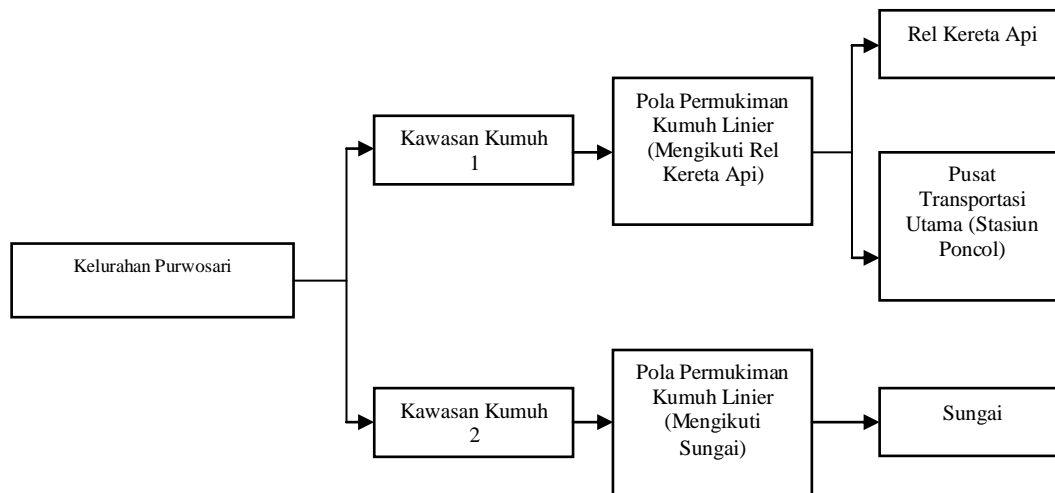 Rel Kereta Api
Pola Permukiman
Kumuh Linier
(Mengikuti Rel
Kereta Api)
Kawasan Kumuh
1
Pusat
Transportasi
Utama (Stasiun
Poncol)
Kelurahan Purwosari
Pola Permukiman
Kumuh Linier
(Mengikuti
Sungai)
Kawasan Kumuh
2
Sungai